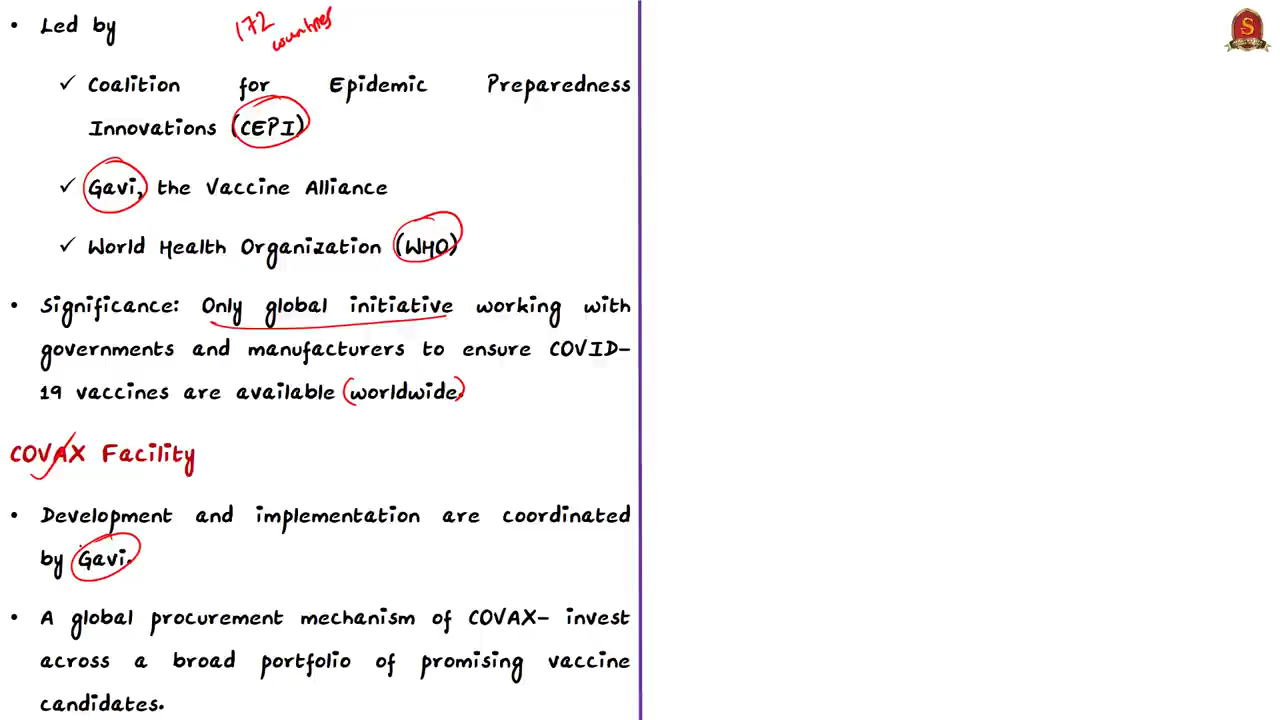 • Led by
172
countries
✓ Coalition for Epidemic Preparedness
Innovations (CEPI)
✓ Gavi, the Vaccine Alliance
✓ World Health Organization (WHO)
• Significance: Only global initiative working with
governments and manufacturers to ensure COVID-
19 vaccines are available (worldwide.)
COVAX Facility
• Development and implementation are coordinated
by Gavi.
• A global procurement mechanism of COVAX- invest
across a broad portfolio of promising vaccine
candidates.
S